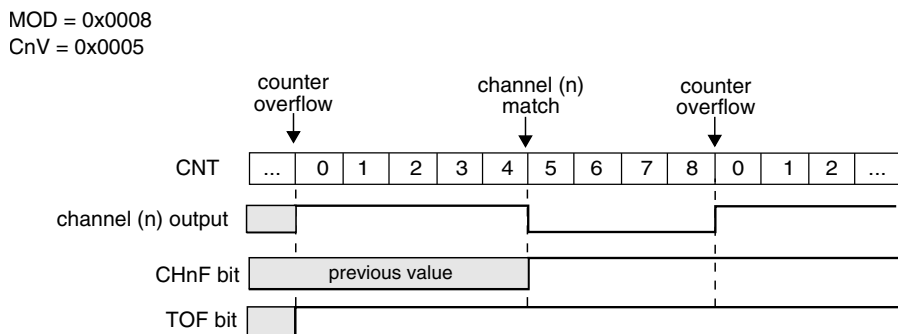 MOD = 0x0008
CnV = 0x0005
counter overflow
channel (n) match
counter overflow
CNT ... 0 1 2 3 4 5 6 7 8 0 1 2 ...
channel (n) output
CHnF bit previous value
TOF bit